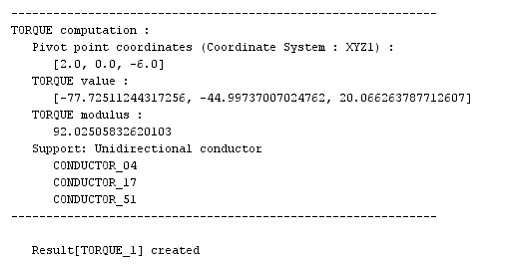 -------------------------------------------------------------
TORQUE computation :
Pivot point coordinates (Coordinate System : XYZ1) :
[2.0, 0.0, -6.0]
TORQUE value :
[-77.72511244317256, -44.99737007024762, 20.066263787712607]
TORQUE modulus :
92.02505832620103
Support: Unidirectional conductor
CONDUCTOR_04
CONDUCTOR_17
CONDUCTOR_51
-------------------------------------------------------------
Result[TORQUE_1] created